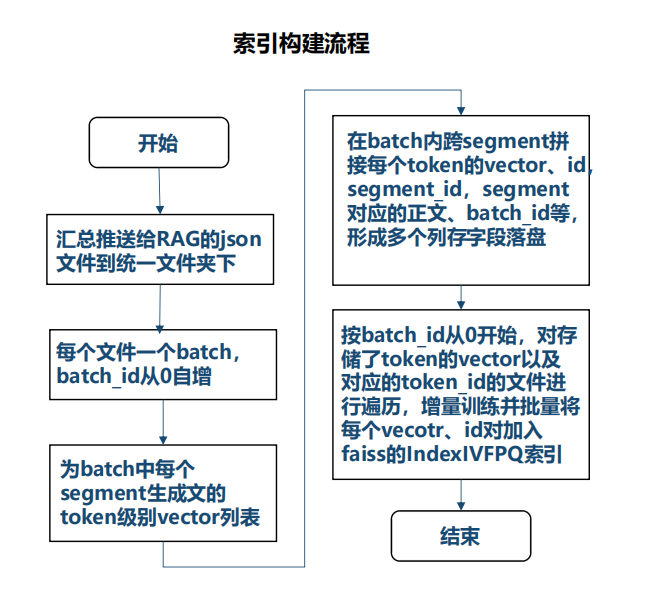 索引构建流程
开始
汇总推送给RAG的json
文件到统一文件夹下
每个文件一个batch，
batch_id从0自增
为batch中每个
segment生成文的
token级别vector列表
在batch内跨segment拼
接每个token的vector、id，
segment_id，segment
对应的正文、batch_id等，
形成多个列存字段落盘
按batch_id从0开始，对存
储了token的vector以及
对应的token_id的文件进
行遍历，增量训练并批量将
每个vecotr、id对加入
faiss的IndexIVFPQ索引
结束